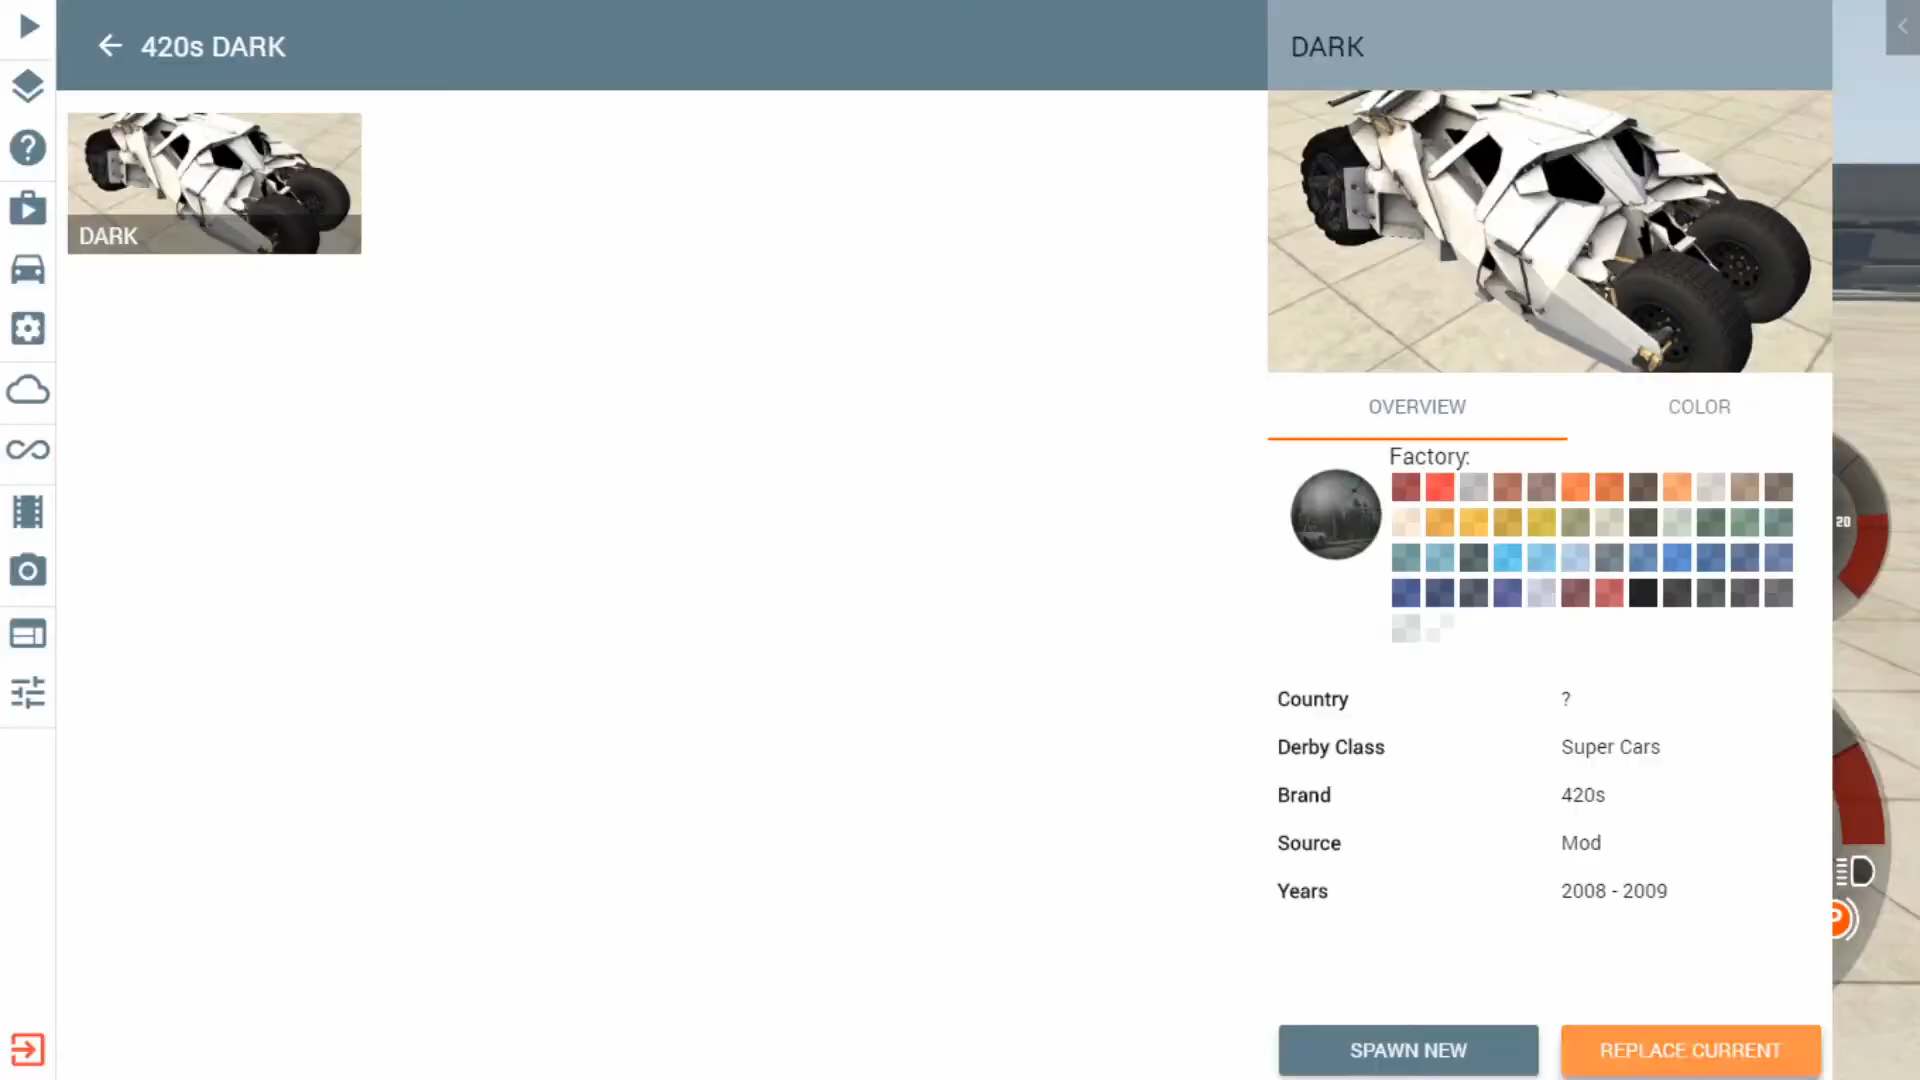 420s DARK
DARK
DARK
OVERVIEW
COLOR
Factory:
20
Country
?
Derby Class
Super Cars
Brand
420s
Source
Mod
Years
2008 - 2009
P
SPAWN NEW
REPLACE CURRENT